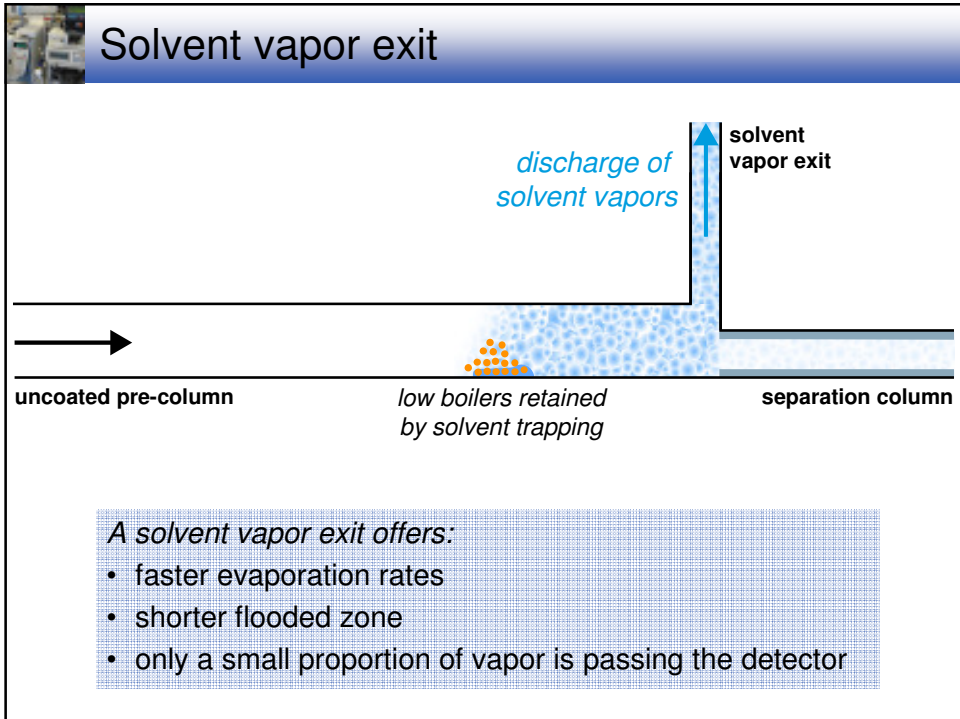 Solvent vapor exit
discharge of
solvent vapors
solvent
vapor exit
uncoated pre-column
low boilers retained
by solvent trapping
separation column
A solvent vapor exit offers:
• faster evaporation rates
• shorter flooded zone
• only a small proportion of vapor is passing the detector